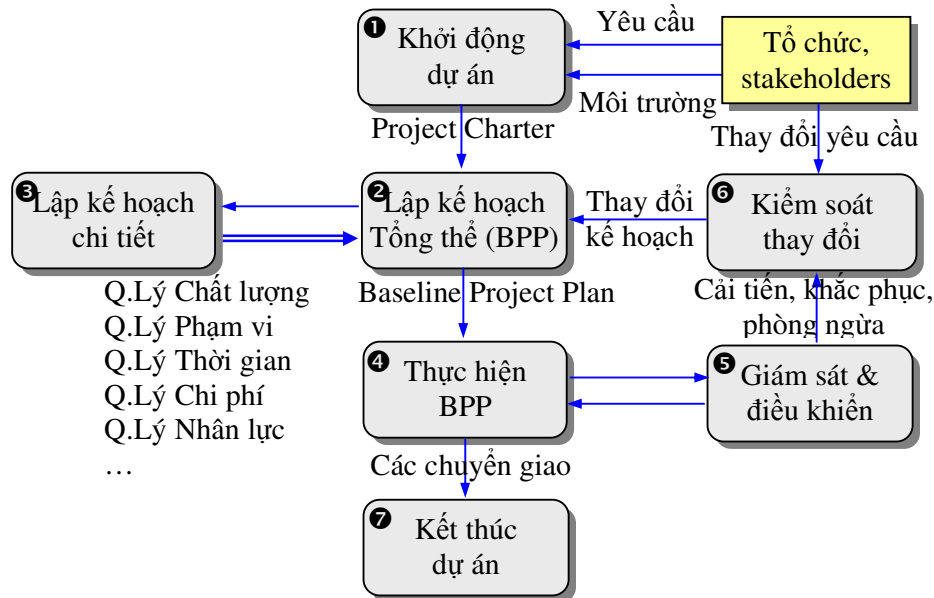 ❶
Khởi động
dự án
Yêu cầu
Môi trường
Tổ chức,
stakeholders
Project Charter
Thay đổi yêu cầu
❸
Lập kế hoạch
chi tiết
❷
Lập kế hoạch
Tổng thể (BPP)
Thay đổi
kế hoạch
❻
Kiểm soát
thay đổi
Q.Lý Chất lượng
Q.Lý Phạm vi
Q.Lý Thời gian
Q.Lý Chi phí
Q.Lý Nhân lực
…
Baseline Project Plan
Cải tiến, khắc phục,
phòng ngừa
❹
Thực hiện
BPP
❺
Giám sát &
điều khiển
Các chuyển giao
❼
Kết thúc
dự án